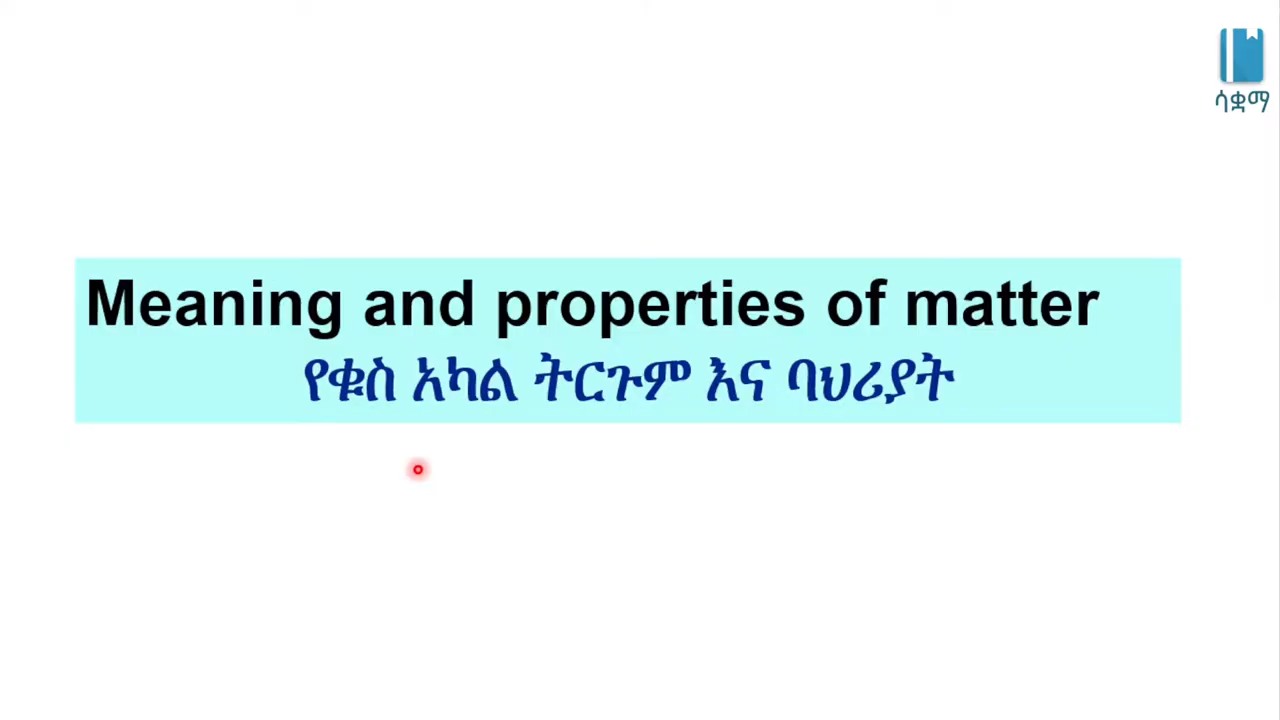 ሳቋማ
Meaning and properties of matter
የቁስ አካል ትርጉም እና ባህሪያት